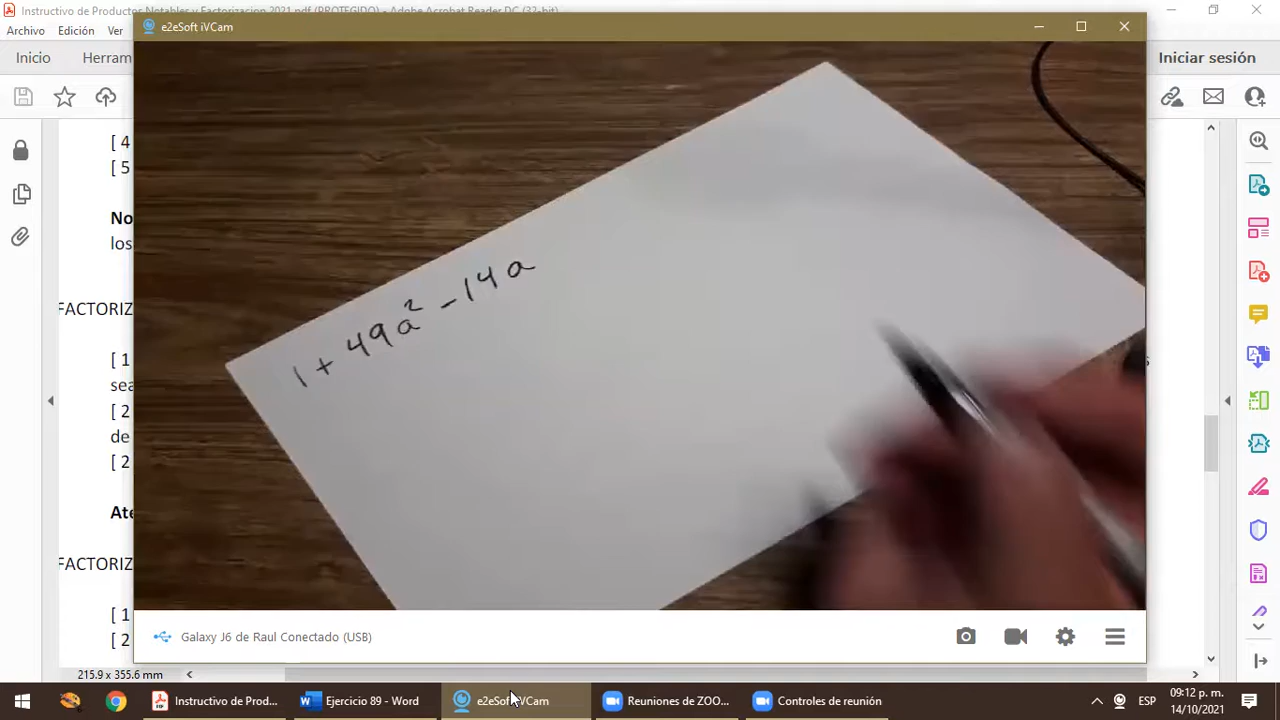 Instructivo de Productos Notables y Factorizacion 2021.pdf (PROTEGIDO) - Adobe Acrobat Reader DC (32-bit)
e2eSoft iVCam
Archivo Edición Ver
Inicio Herram
Iniciar sesión
[ 4
[ 5
No
los
FACTORIZ
[ 1
sea
[ 2
de
[ 2
Ate
FACTORIZ
[ 1
[ 2
1 + 49a² - 14a
Galaxy J6 de Raul Conectado (USB)
215.9 x 355.6 mm
Instructivo de Prod...
Ejercicio 89 - Word
e2eSoft iVCam
Reuniones de ZOO...
Controles de reunión
ESP
09:12 p. m.
14/10/2021